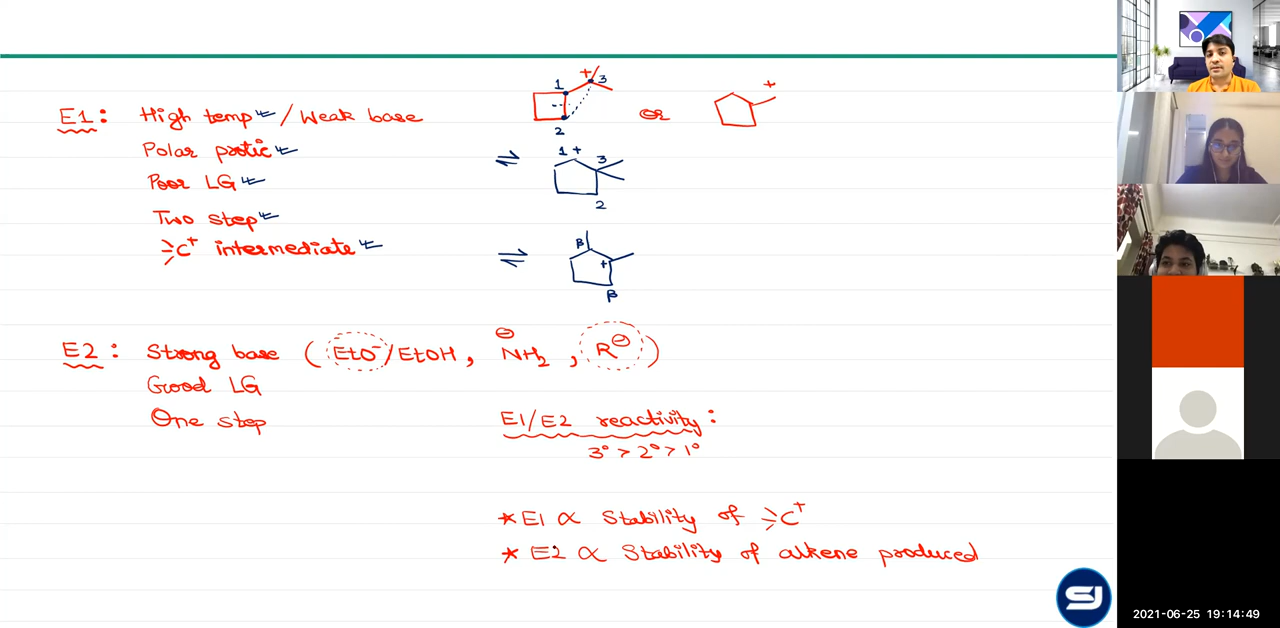 E1: High temp / Weak base
Polar protic
Poor LG
Two step
C+ intermediate
1 + 3
2
or
+
⇌ 1 + 3
2
⇌ β +
β
E2: Strong base (EtO⁻/EtOH, ⊖NH₂, R⊖)
Good LG
One step
E1/E2 reactivity:
3° > 2° > 1°
* E1 ∝ Stability of C+
* E2 ∝ Stability of alkene produced
SJ
2021-06-25 19:14:49